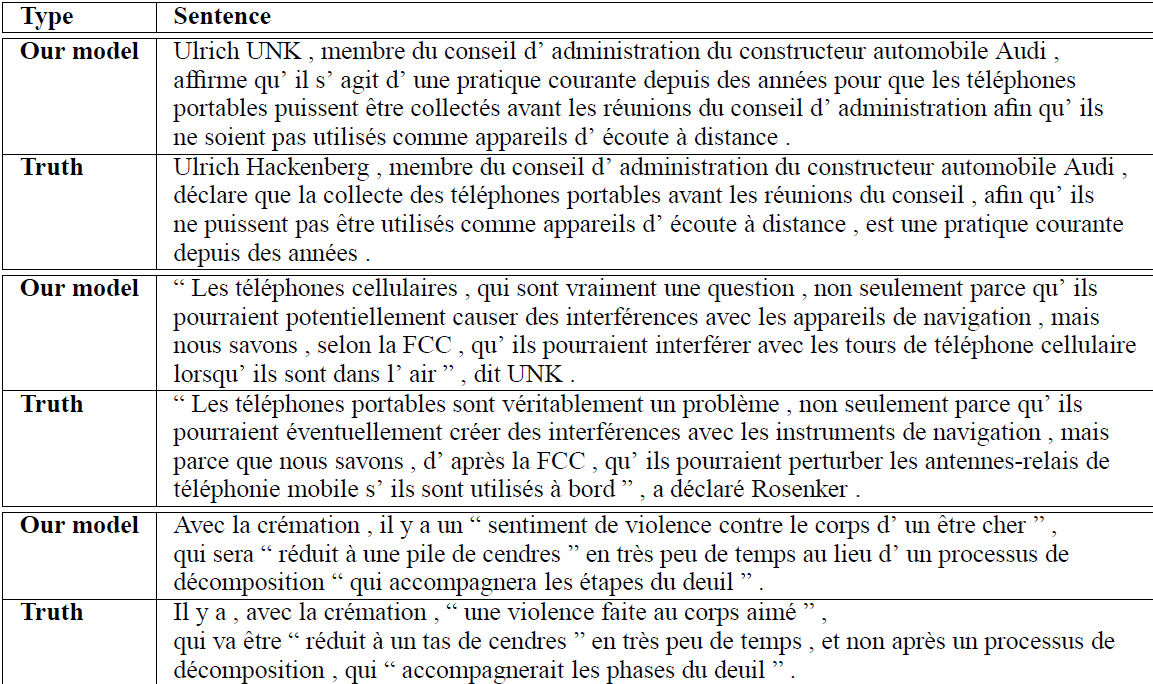 Type Sentence
Our model Ulrich UNK , membre du conseil d’ administration du constructeur automobile Audi ,
affirme qu’ il s’ agit d’ une pratique courante depuis des années pour que les téléphones
portables puissent être collectés avant les réunions du conseil d’ administration afin qu’ ils
ne soient pas utilisés comme appareils d’ écoute à distance .
Truth Ulrich Hackenberg , membre du conseil d’ administration du constructeur automobile Audi ,
déclare que la collecte des téléphones portables avant les réunions du conseil , afin qu’ ils
ne puissent pas être utilisés comme appareils d’ écoute à distance , est une pratique courante
depuis des années .
Our model “ Les téléphones cellulaires , qui sont vraiment une question , non seulement parce qu’ ils
pourraient potentiellement causer des interférences avec les appareils de navigation , mais
nous savons , selon la FCC , qu’ ils pourraient interférer avec les tours de téléphone cellulaire
lorsqu’ ils sont dans l’ air ” , dit UNK .
Truth “ Les téléphones portables sont véritablement un problème , non seulement parce qu’ ils
pourraient éventuellement créer des interférences avec les instruments de navigation , mais
parce que nous savons , d’ après la FCC , qu’ ils pourraient perturber les antennes-relais de
téléphonie mobile s’ ils sont utilisés à bord ” , a déclaré Rosenker .
Our model Avec la crémation , il y a un “ sentiment de violence contre le corps d’ un être cher ” ,
qui sera “ réduit à une pile de cendres ” en très peu de temps au lieu d’ un processus de
décomposition “ qui accompagnera les étapes du deuil ” .
Truth Il y a , avec la crémation , “ une violence faite au corps aimé ” ,
qui va être “ réduit à un tas de cendres ” en très peu de temps , et non après un processus de
décomposition , qui “ accompagnerait les phases du deuil ” .